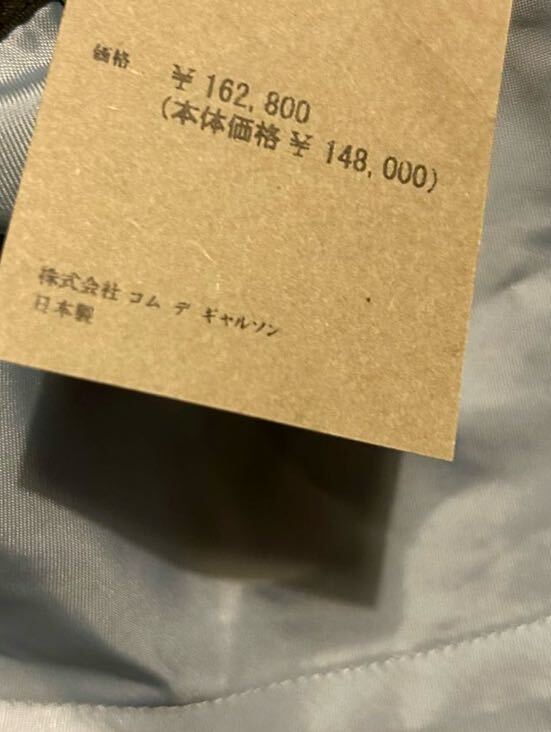 価格 ¥ 162,800
(本体価格 ¥ 148,000)
株式会社 コム デ ギャルソン
日本製